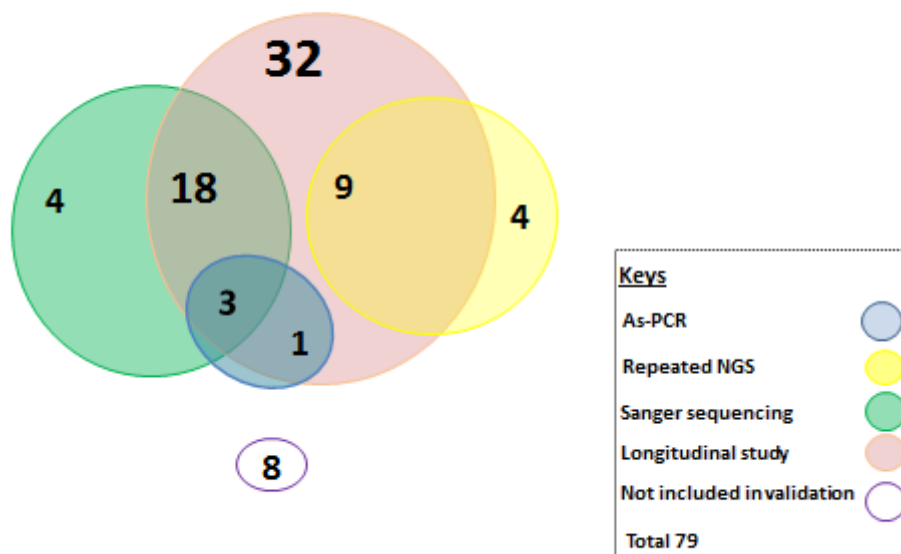 32
4
18
9
4
3
1
8
Keys
As-PCR
Repeated NGS
Sanger sequencing
Longitudinal study
Not included in validation
Total 79